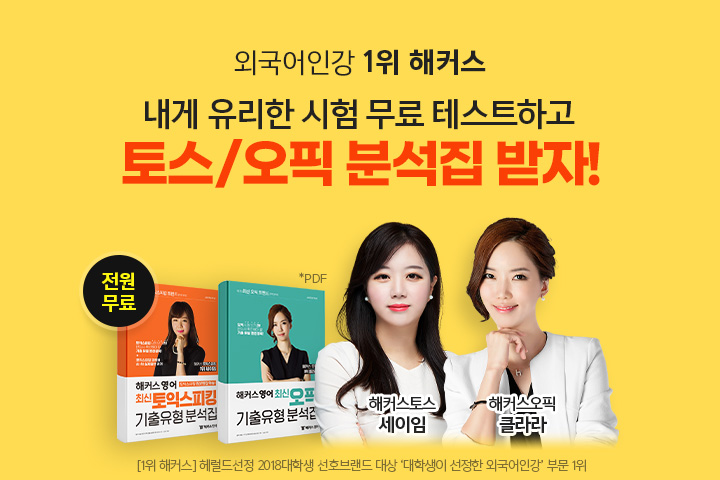 외국어인강 1위 해커스
내게 유리한 시험 무료 테스트하고
토스/오픽 분석집 받자!
전원
무료
*PDF
해커스영어
최신 토익스피킹
기출유형 분석집
해커스영어 최신
오픽
기출유형 분석집
해커스토스
세이임
해커스오픽
클라라
[1위 해커스] 헤럴드선정 2018대학생 선호브랜드 대상 '대학생이 선정한 외국어인강' 부문 1위